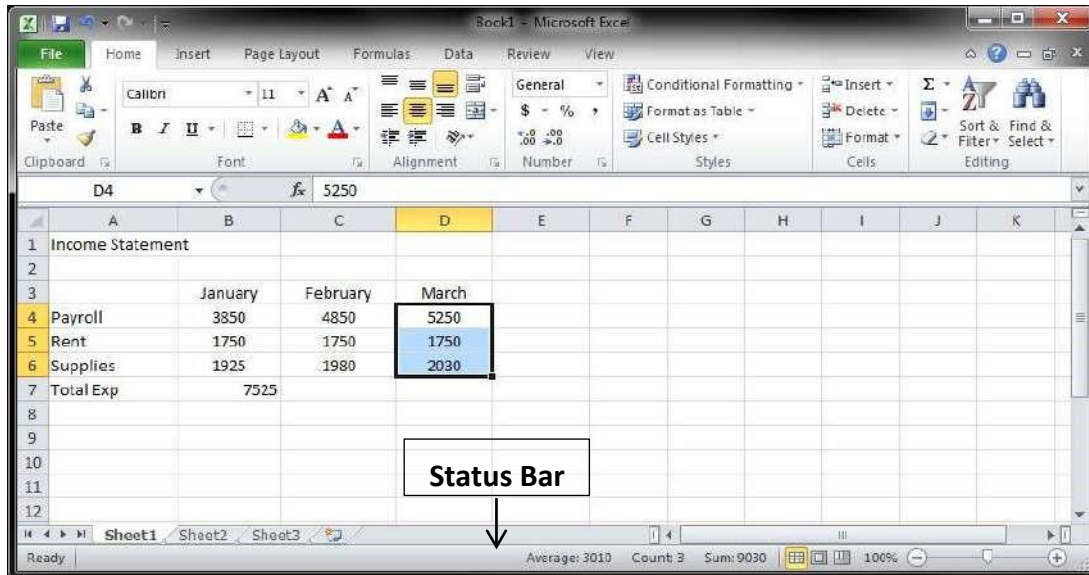 Book1 - Microsoft Excel
File Home Insert Page Layout Formulas Data Review View
Calibri 11 A A General Conditional Formatting Insert Σ
Paste B I U A $ - % , Format as Table Delete Sort & Find &
.00 .00 Cell Styles Format Filter Select
Clipboard Font Alignment Number Styles Cells Editing
D4 fx 5250
A B C D E F G H I J K
1 Income Statement
2
3 January February March
4 Payroll 3850 4850 5250
5 Rent 1750 1750 1750
6 Supplies 1925 1980 2030
7 Total Exp 7525
8
9
10
11
12
Status Bar
Sheet1 Sheet2 Sheet3
Ready Average: 3010 Count: 3 Sum: 9030 100%